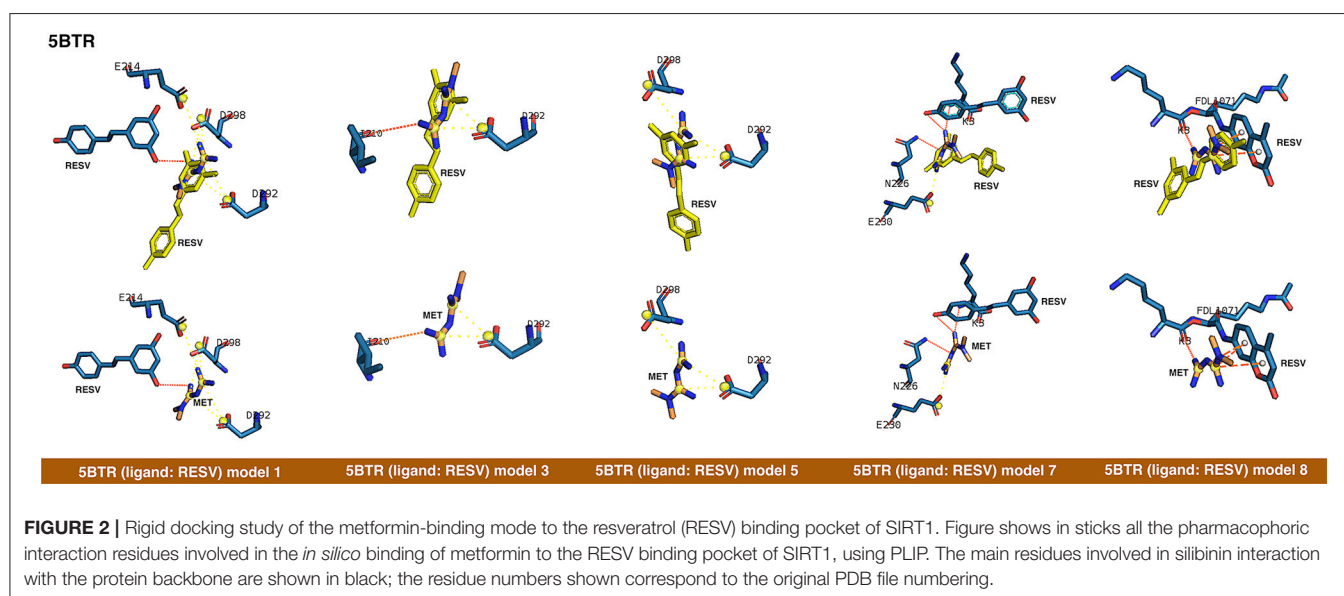 5BTR
E214
D298
RESV
D292
RESV
I210
D292
RESV
D298
D292
RESV
RESV
K3
N226
RESV
E230
FDL1071
K3
RESV
RESV
E214
D298
RESV
MET
D292
MET
I210
D292
D298
D292
MET
RESV
K3
MET
N226
E230
FDL1071
K3
MET
RESV
5BTR (ligand: RESV) model 1
5BTR (ligand: RESV) model 3
5BTR (ligand: RESV) model 5
5BTR (ligand: RESV) model 7
5BTR (ligand: RESV) model 8
FIGURE 2 | Rigid docking study of the metformin-binding mode to the resveratrol (RESV) binding pocket of SIRT1. Figure shows in sticks all the pharmacophoric
interaction residues involved in the in silico binding of metformin to the RESV binding pocket of SIRT1, using PLIP. The main residues involved in silibinin interaction
with the protein backbone are shown in black; the residue numbers shown correspond to the original PDB file numbering.